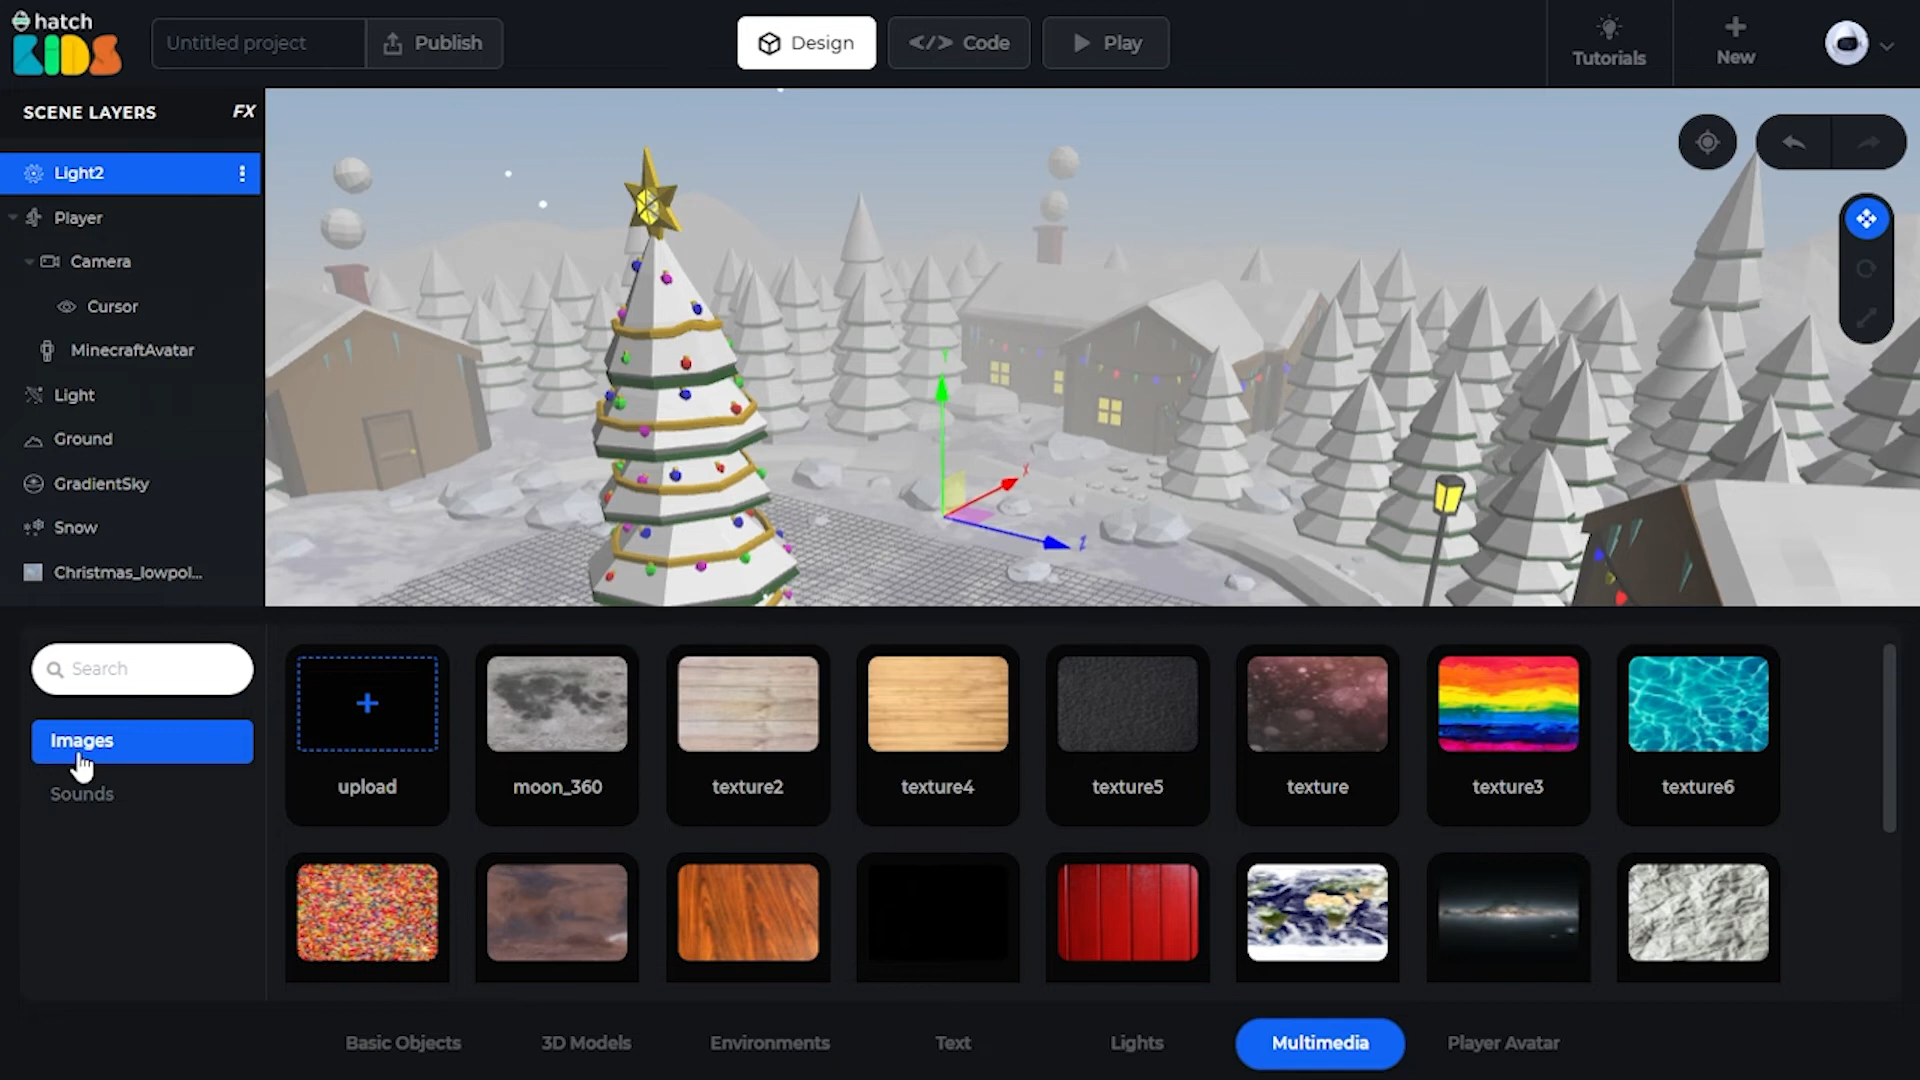 hatch
KIDS
Untitled project
Publish
Design
</> Code
Play
Tutorials
New
SCENE LAYERS
FX
Light2
Player
Camera
Cursor
MinecraftAvatar
Light
Ground
GradientSky
Snow
Christmas_lowpol...
Y
X
Z
Search
Images
Sounds
upload
moon_360
texture2
texture4
texture5
texture
texture3
texture6
Basic Objects
3D Models
Environments
Text
Lights
Multimedia
Player Avatar